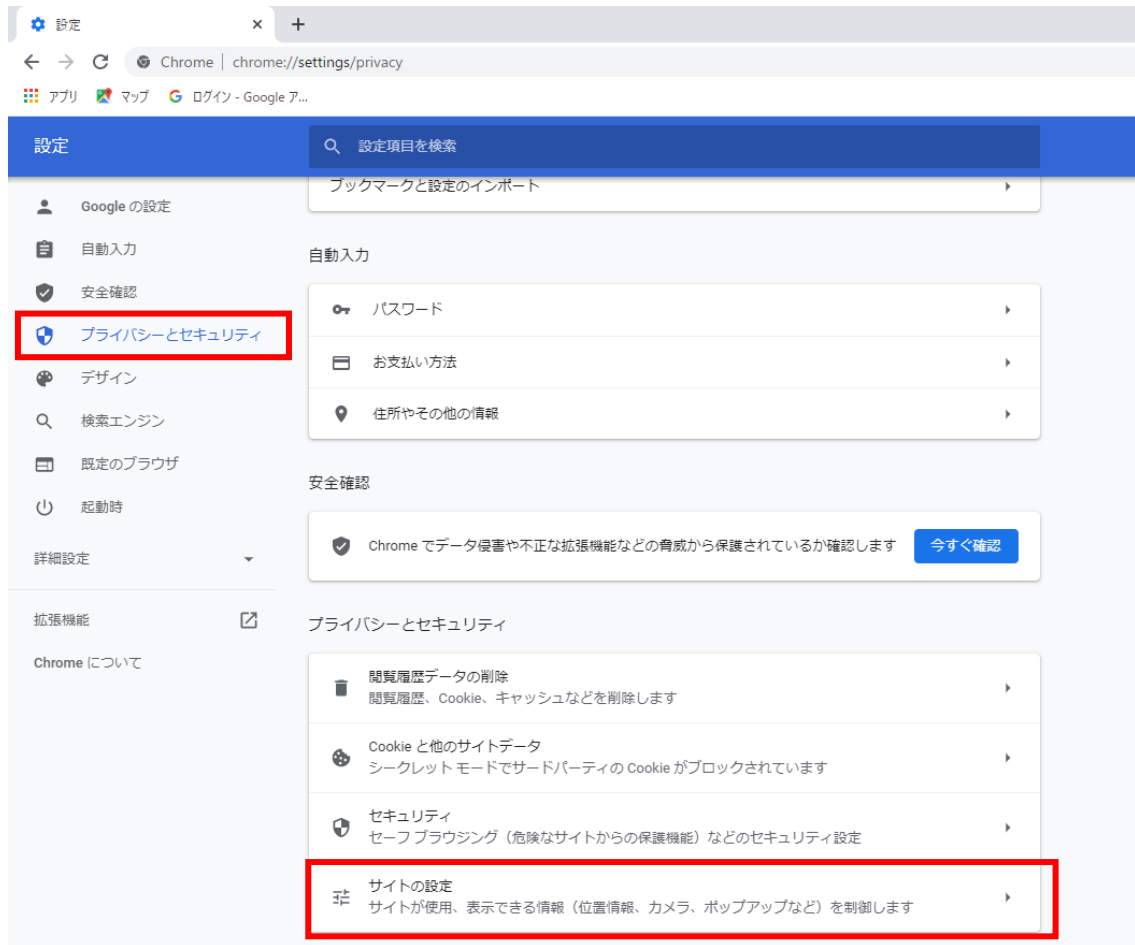 設定
Chrome | chrome://settings/privacy
アプリ マップ ログイン - Google ア...
設定
設定項目を検索
Google の設定
自動入力
安全確認
プライバシーとセキュリティ
デザイン
検索エンジン
既定のブラウザ
起動時
詳細設定
拡張機能
Chrome について
ブックマークと設定のインポート
自動入力
パスワード
お支払い方法
住所やその他の情報
安全確認
Chrome でデータ侵害や不正な拡張機能などの脅威から保護されているか確認します 今すぐ確認
プライバシーとセキュリティ
閲覧履歴データの削除
閲覧履歴、Cookie、キャッシュなどを削除します
Cookie と他のサイトデータ
シークレット モードでサードパーティの Cookie がブロックされています
セキュリティ
セーフ ブラウジング（危険なサイトからの保護機能）などのセキュリティ設定
サイトの設定
サイトが使用、表示できる情報（位置情報、カメラ、ポップアップなど）を制御します